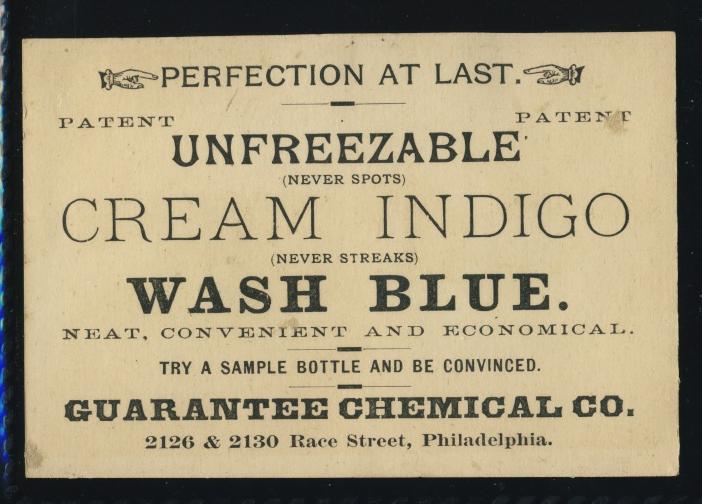 PERFECTION AT LAST.
PATENT PATENT
UNFREEZABLE
(NEVER SPOTS)
CREAM INDIGO
(NEVER STREAKS)
WASH BLUE.
NEAT, CONVENIENT AND ECONOMICAL.
TRY A SAMPLE BOTTLE AND BE CONVINCED.
GUARANTEE CHEMICAL CO.
2126 & 2130 Race Street, Philadelphia.